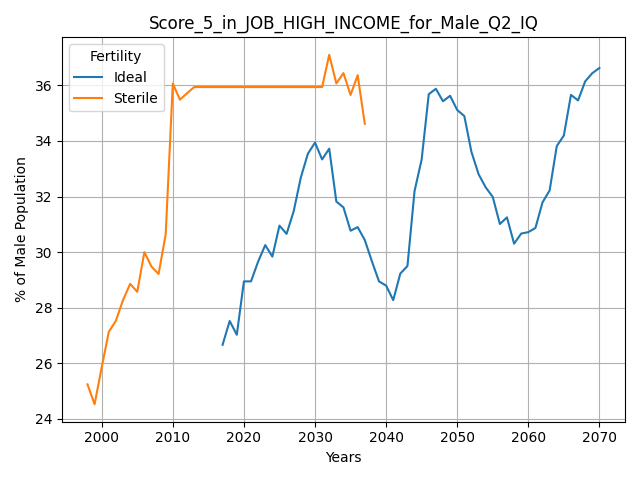 Score_5_in_JOB_HIGH_INCOME_for_Male_Q2_IQ
Fertility
Ideal
Sterile
% of Male Population
36
34
32
30
28
26
24
2000 2010 2020 2030 2040 2050 2060 2070
Years